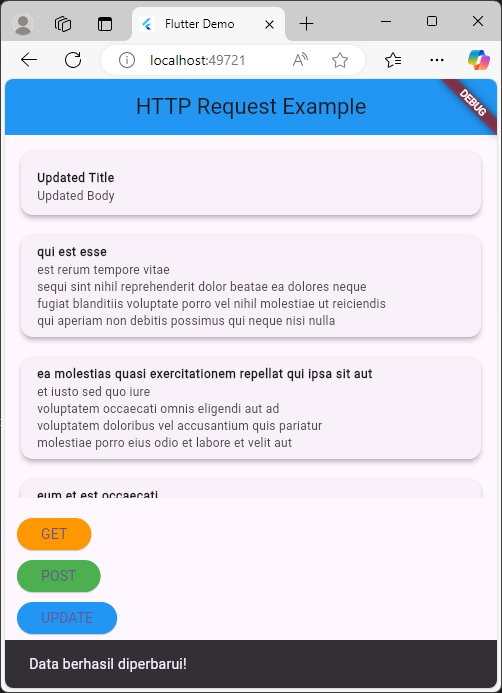 Flutter Demo
localhost:49721
HTTP Request Example
DEBUG
Updated Title
Updated Body
qui est esse
est rerum tempore vitae
sequi sint nihil reprehenderit dolor beatae ea dolores neque
fugiat blanditiis voluptate porro vel nihil molestiae ut reiciendis
qui aperiam non debitis possimus qui neque nisi nulla
ea molestias quasi exercitationem repellat qui ipsa sit aut
et iusto sed quo iure
voluptatem occaecati omnis eligendi aut ad
voluptatem doloribus vel accusantium quis pariatur
molestiae porro eius odio et labore et velit aut
eum et est occaecati
GET
POST
UPDATE
Data berhasil diperbarui!